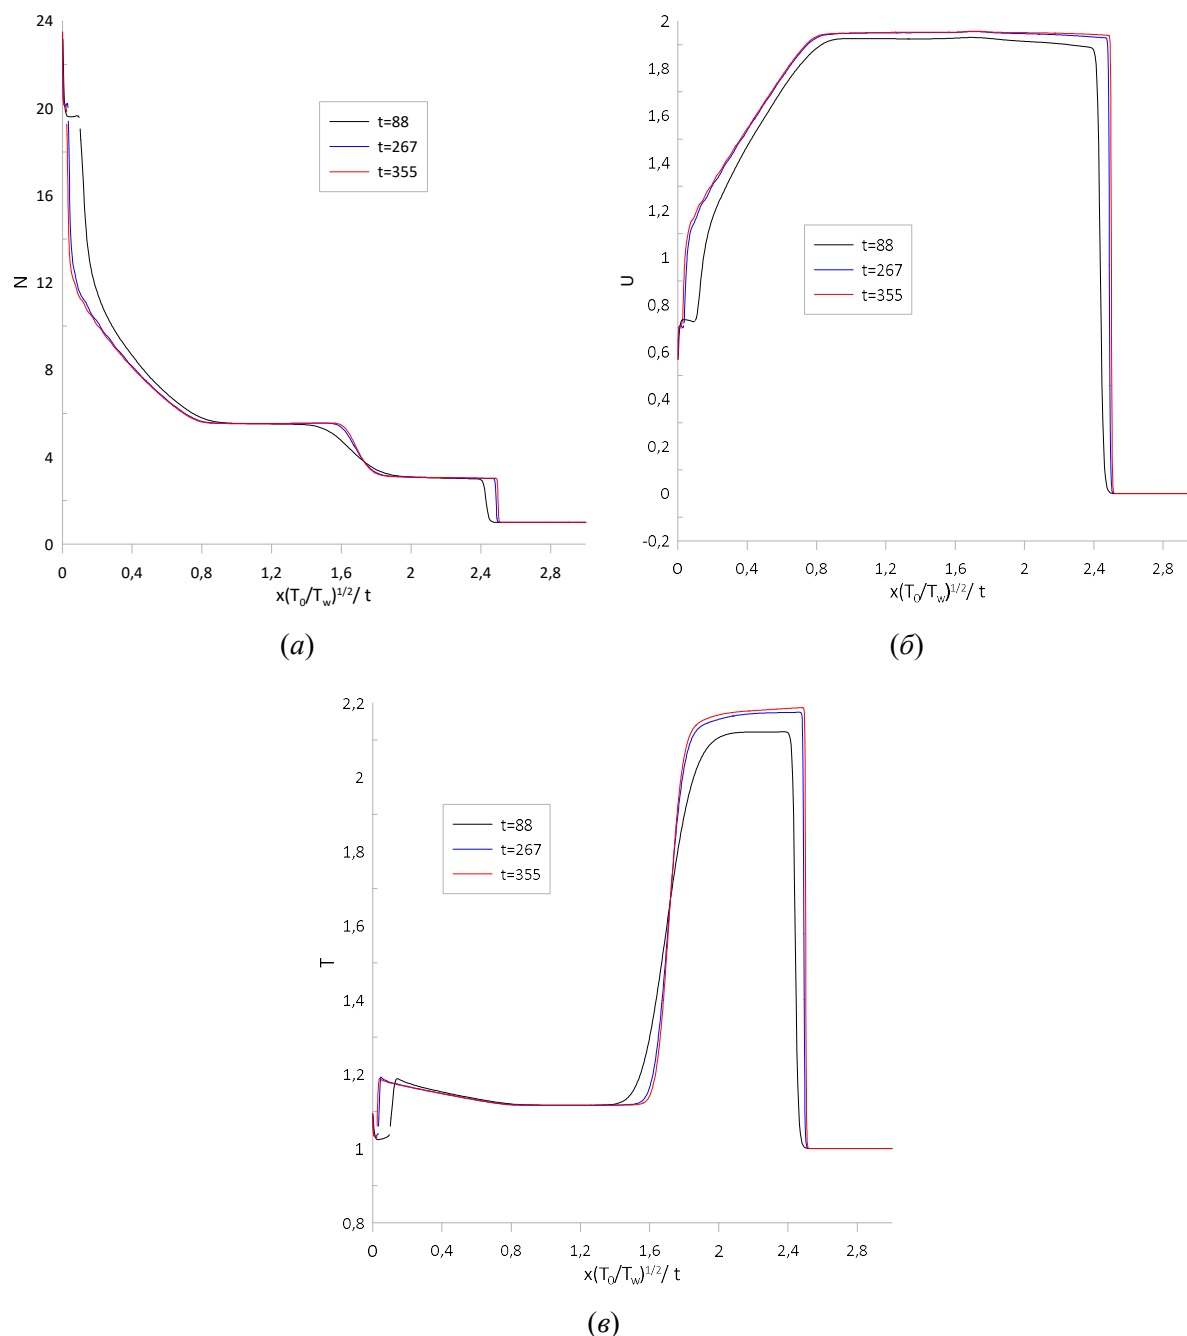 24
20
16
12
8
4
0
N
t=88
t=267
t=355
0
0,4
0,8
1,2
1,6
2
2,4
2,8
x(T₀/T_w)^1/2/ t
(а)
2
1,8
1,6
1,4
1,2
1
0,8
0,6
0,4
0,2
0
-0,2
U
t=88
t=267
t=355
0
0,4
0,8
1,2
1,6
2
2,4
2,8
x(T₀/T_w)^1/2/ t
(б)
2,2
2
1,8
1,6
1,4
1,2
1
0,8
T
t=88
t=267
t=355
0
0,4
0,8
1,2
1,6
2
2,4
2,8
x(T₀/T_w)^1/2/ t
(в)